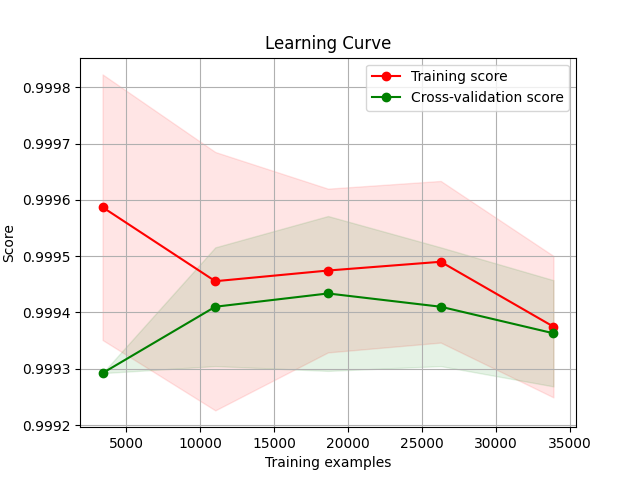 Learning Curve
Training score
Cross-validation score
0.9998
0.9997
0.9996
0.9995
0.9994
0.9993
0.9992
Score
5000 10000 15000 20000 25000 30000 35000
Training examples